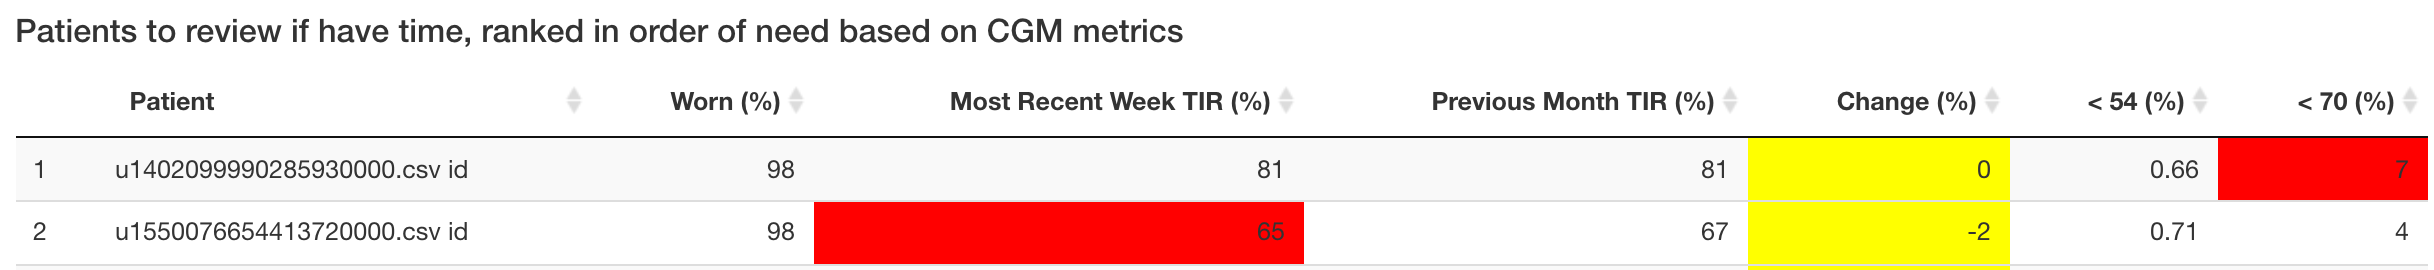 Patients to review if have time, ranked in order of need based on CGM metrics
Patient Worn (%) Most Recent Week TIR (%) Previous Month TIR (%) Change (%) < 54 (%) < 70 (%)
1 u1402099990285930000.csv id 98 81 81 0 0.66 7
2 u1550076654413720000.csv id 98 65 67 -2 0.71 4